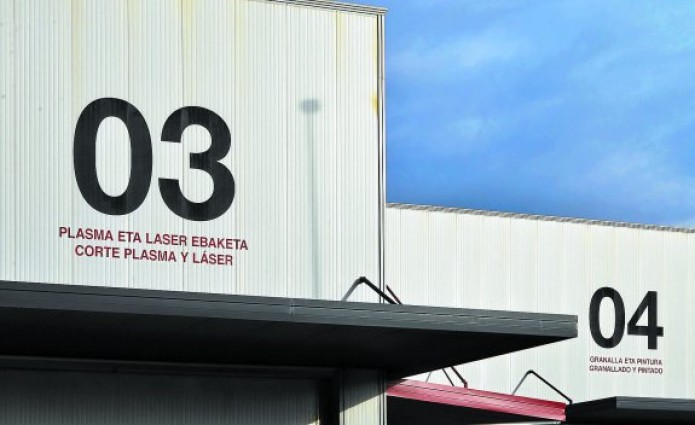 03
PLASMA ETA LASER EBAKETA
CORTE PLASMA Y LÁSER
04
GRANALLA ETA PINTURA
GRANALLADO Y PINTADO